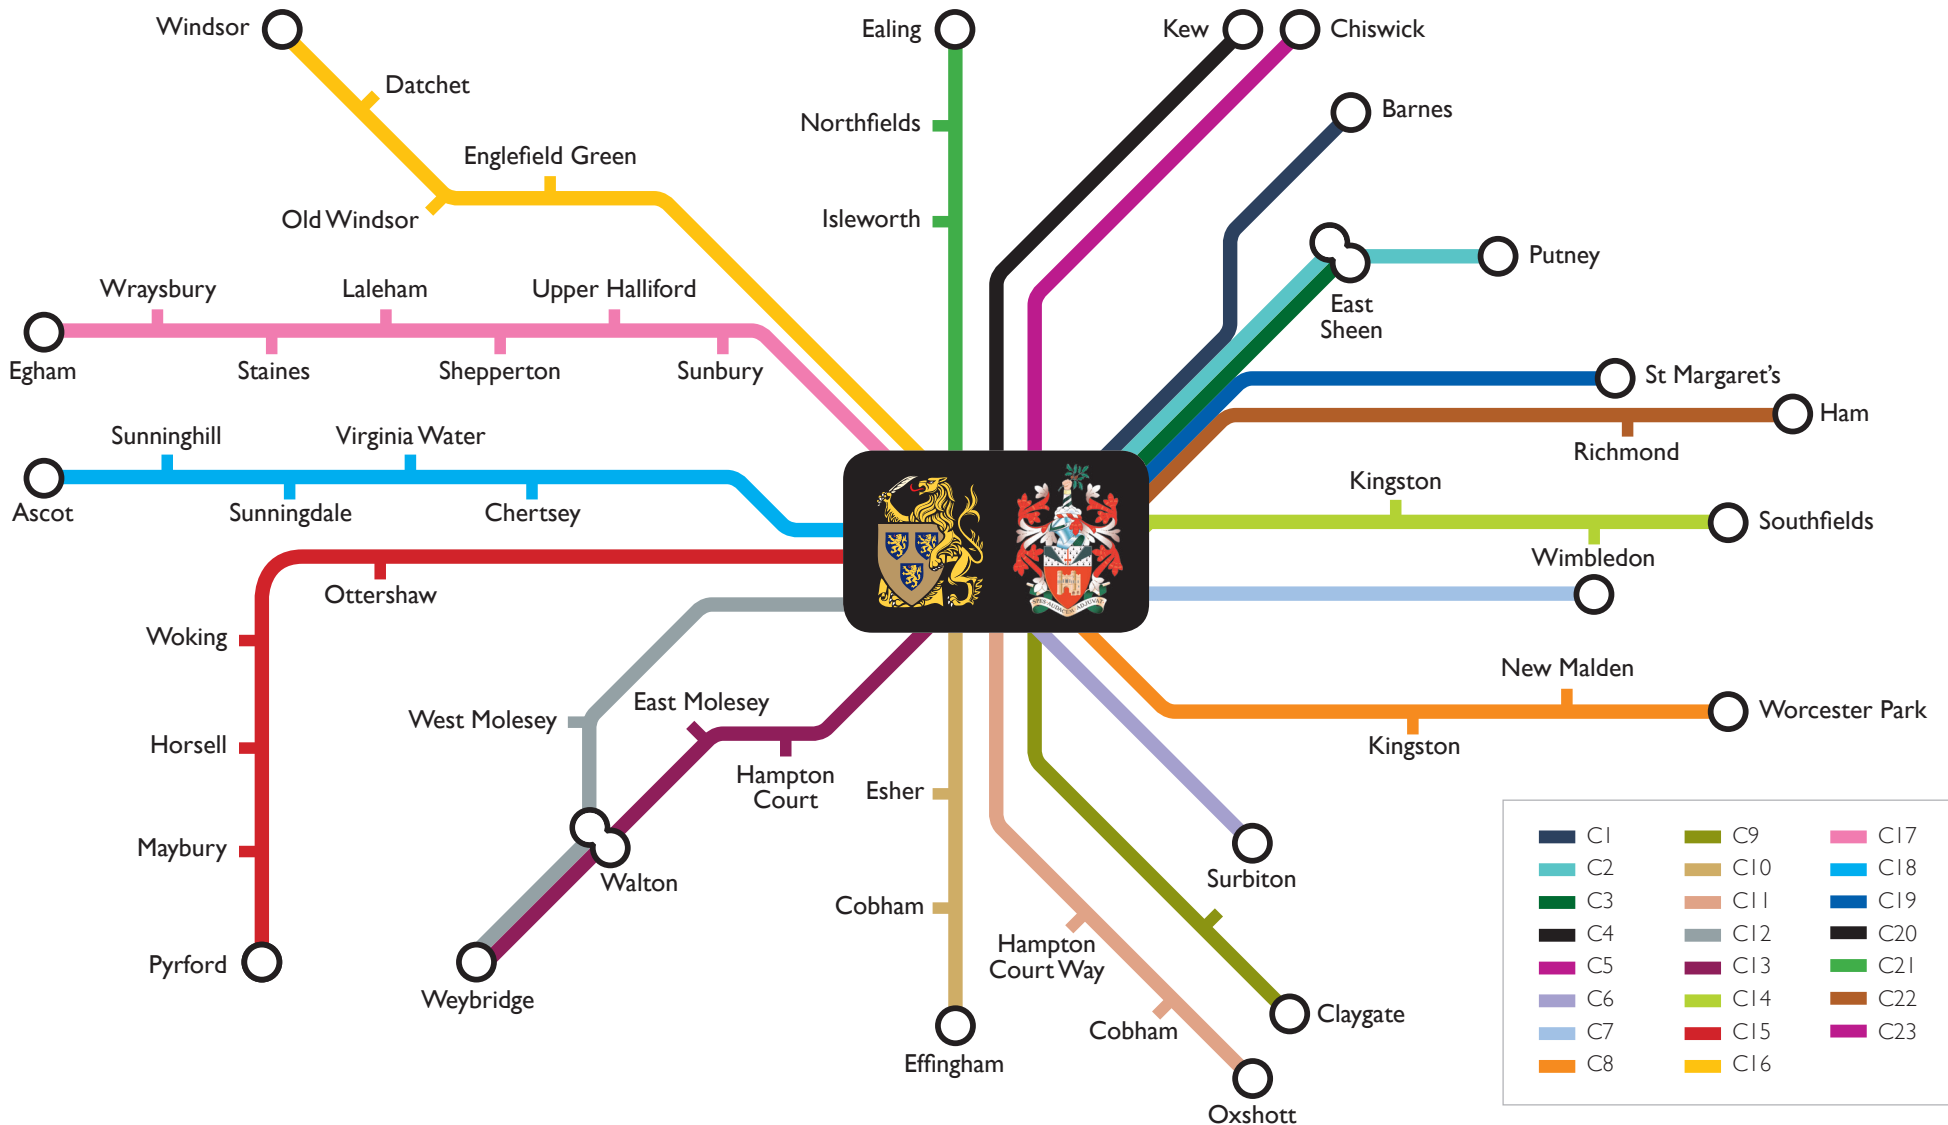 Windsor
Ealing
Kew
Chiswick
Datchet
Barnes
Northfields
Englefield Green
Old Windsor
Isleworth
Putney
East
Sheen
Wraysbury
Laleham
Upper Halliford
Egham
Staines
Shepperton
Sunbury
St Margaret's
Ham
Richmond
Sunninghill
Virginia Water
Ascot
Sunningdale
Chertsey
Kingston
Southfields
Wimbledon
Ottershaw
SPES AUDACEM ADJUVAT
Woking
West Molesey
East Molesey
New Malden
Worcester Park
Kingston
Horsell
Hampton
Court
Esher
Maybury
Walton
Surbiton
Cobham
Hampton
Court Way
Pyrford
Weybridge
Cobham
Claygate
Effingham
Oxshott
C1
C2
C3
C4
C5
C6
C7
C8
C9
C10
C11
C12
C13
C14
C15
C16
C17
C18
C19
C20
C21
C22
C23